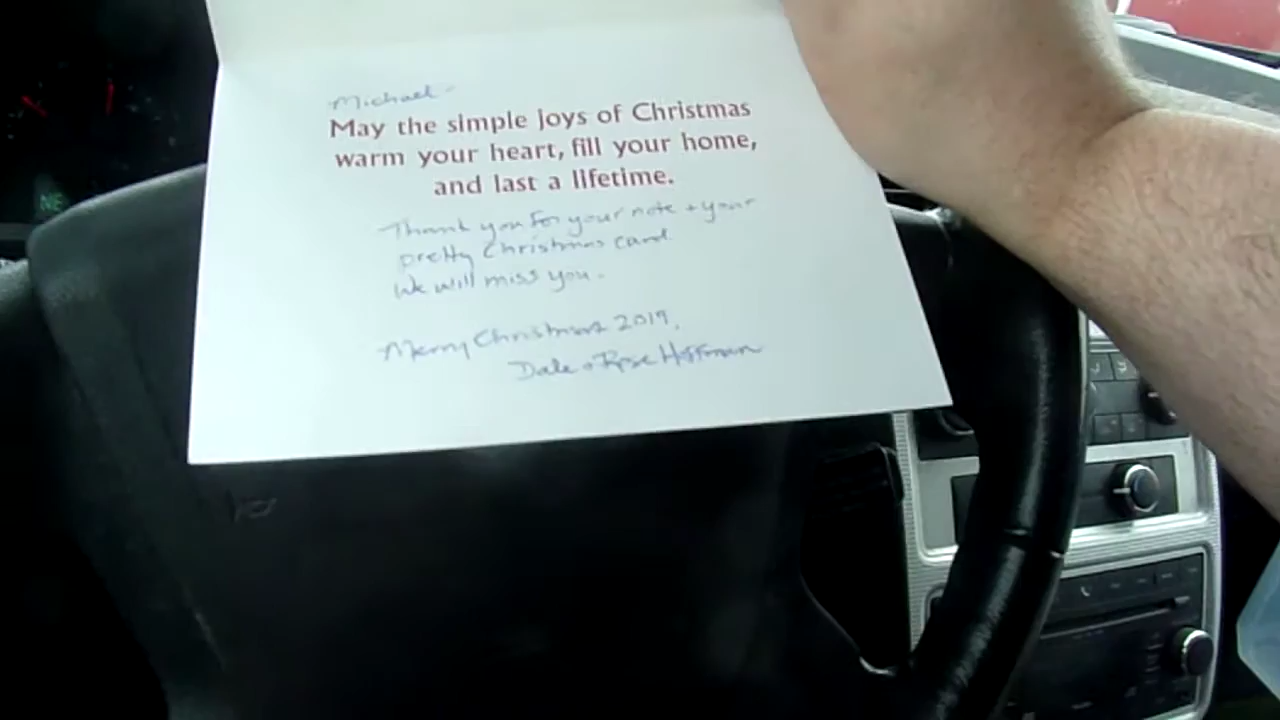 Michael -
May the simple joys of Christmas
warm your heart, fill your home,
and last a lifetime.
Thank you for your note + your
pretty Christmas card.
We will miss you.
Merry Christmas 2019.
Dale + Rose Hoffman
NE